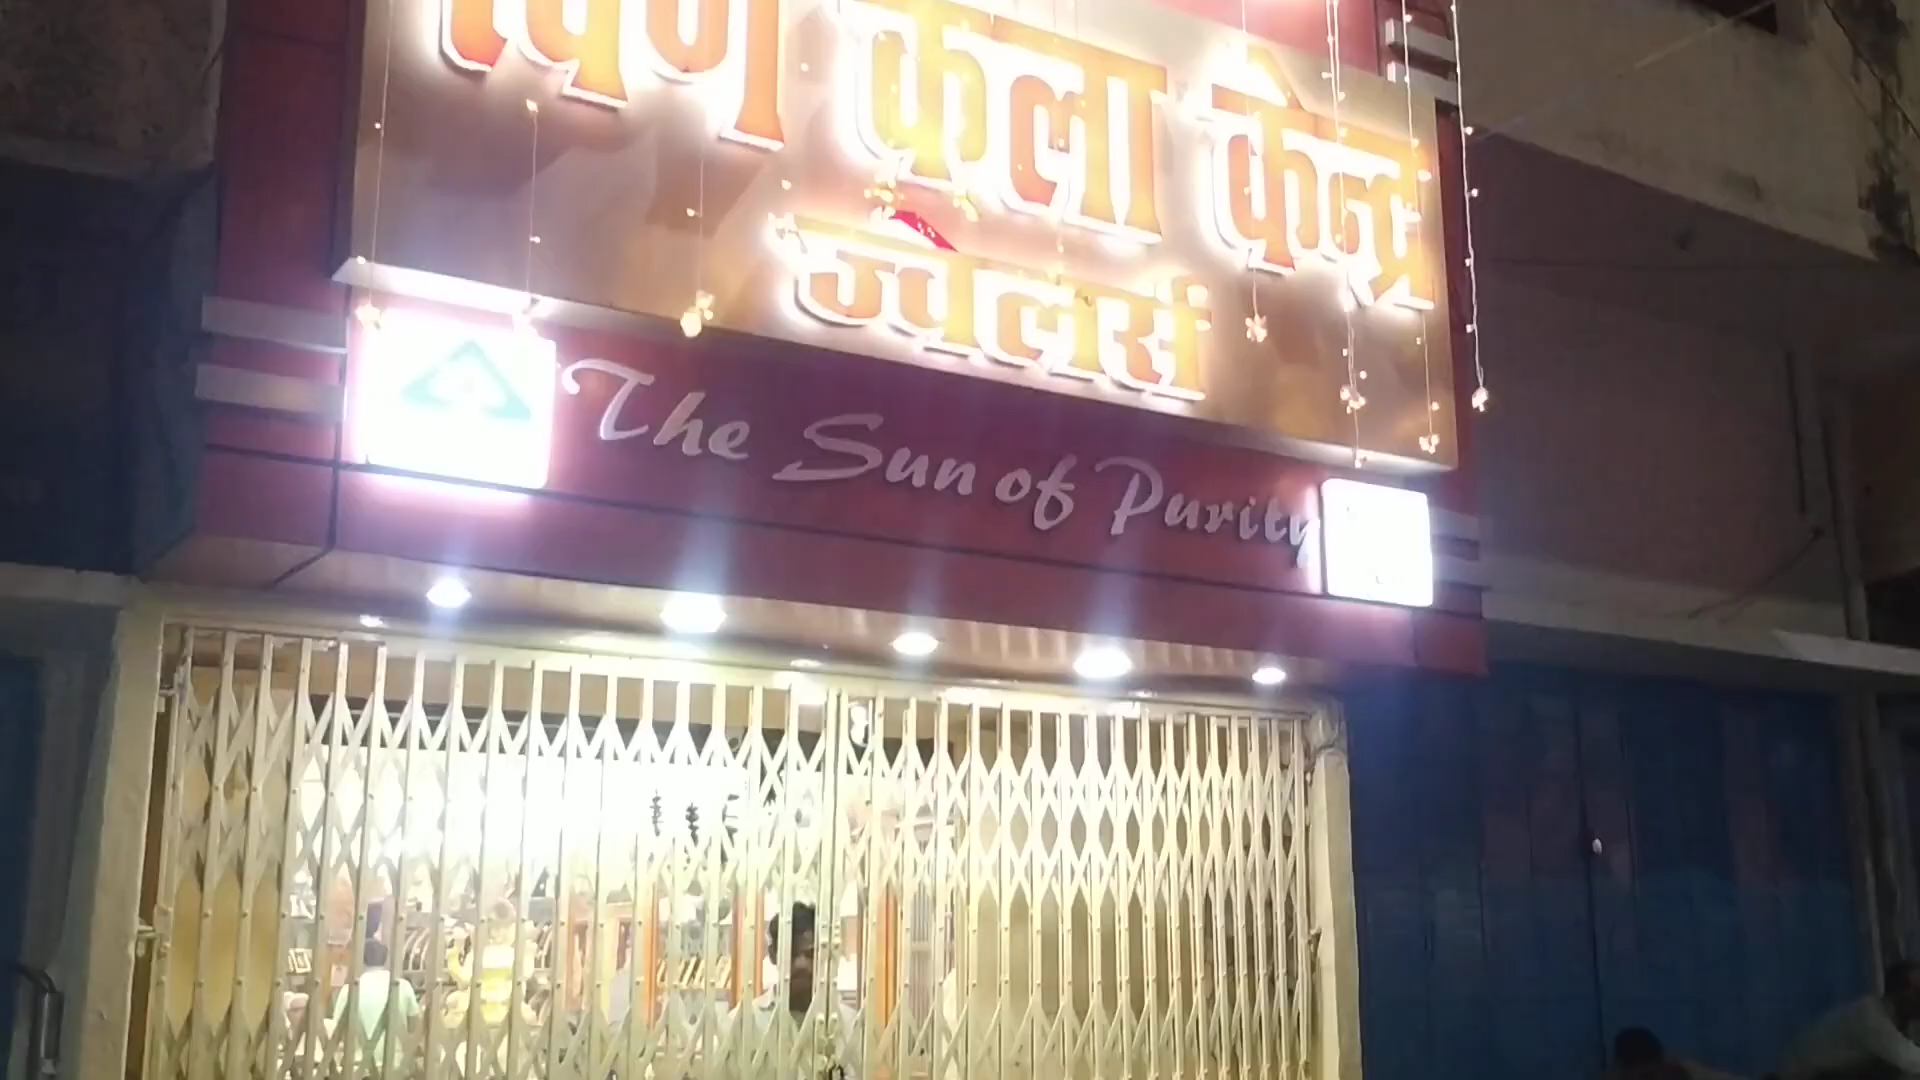 कला केन्द्र
ज्वेलर्स
The Sun of Purity